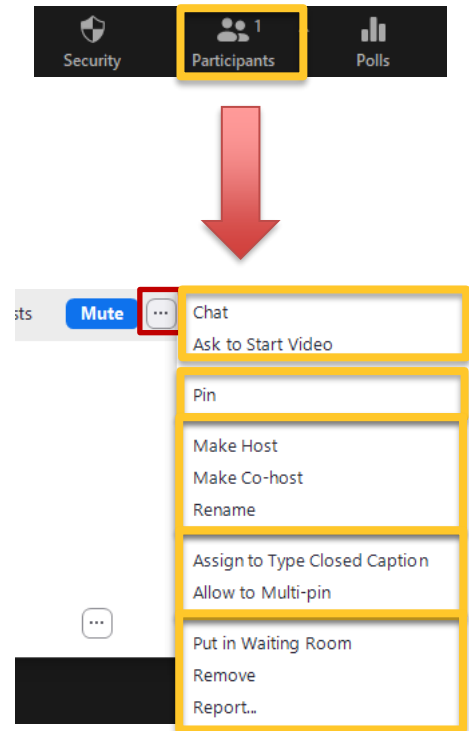 1
Security Participants Polls
sts Mute ... Chat
Ask to Start Video
Pin
Make Host
Make Co-host
Rename
Assign to Type Closed Caption
Allow to Multi-pin
...
Put in Waiting Room
Remove
Report...